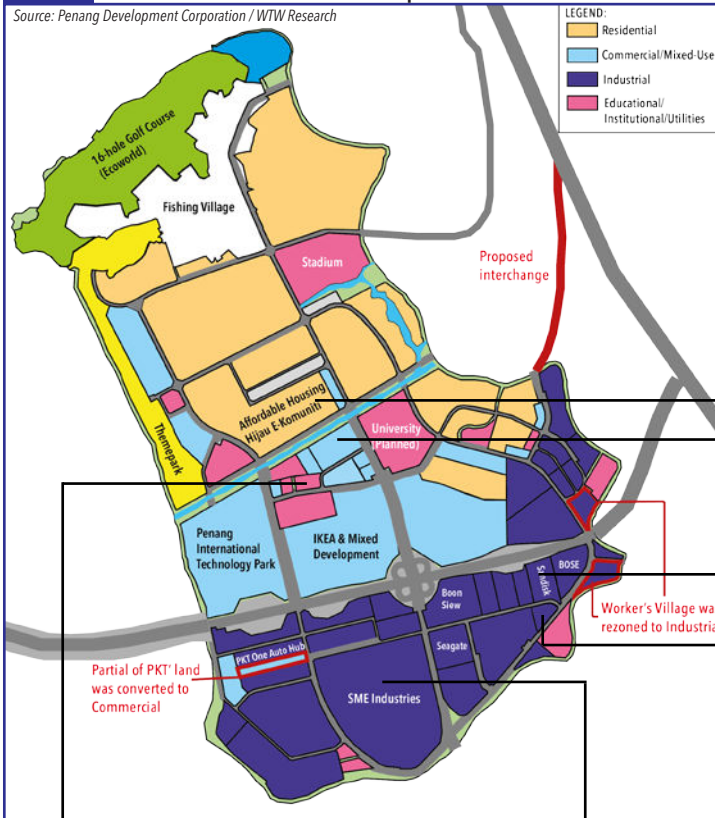 Source: Penang Development Corporation / WTW Research
LEGEND:
Residential
Commercial/Mixed-Use
Industrial
Educational/
Institutional/Utilities
16-hole Golf Course
(Ecoworld)
Fishing Village
Stadium
Proposed
interchange
Affordable Housing
Hijau E-Komuniti
University
(Planned)
Themepark
Penang
International
Technology Park
IKEA & Mixed
Development
BOSE
Boon
Siew
Worker's Village wa
rezoned to Industria
PKT One Auto Hub
Seagate
Partial of PKT' land
was converted to
Commercial
SME Industries